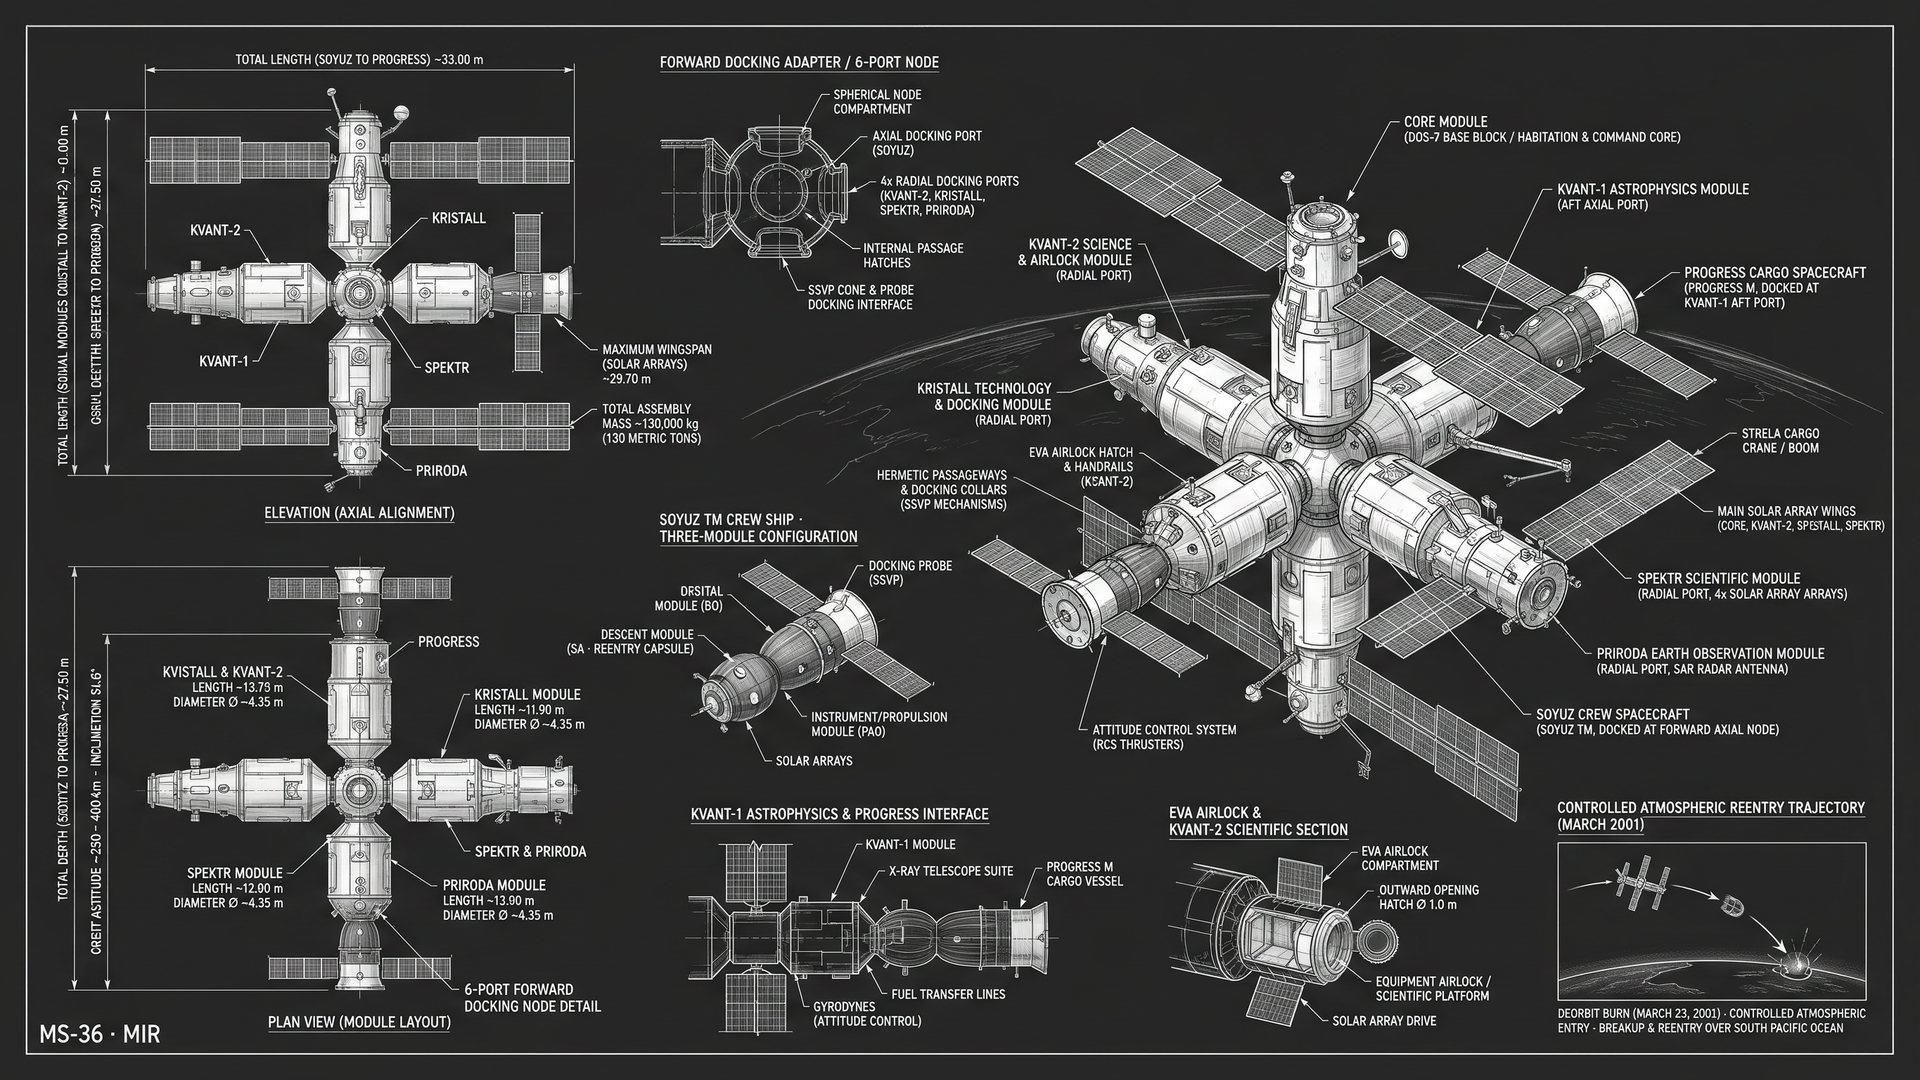 TOTAL LENGTH (SOYUZ TO PROGRESS) ~33.00 m
TOTAL LENGTH
TO KWANT-2)
~27.50 m
KVANT-2
KRISTALL
KVANT-1
SPEKTR
MAXIMUM WINGSPAN
(SOLAR ARRAYS)
~29.70 m
TOTAL ASSEMBLY
MASS ~130,000 kg
(130 METRIC TONS)
PRIRODA
ELEVATION (AXIAL ALIGNMENT)
FORWARD DOCKING ADAPTER / 6-PORT NODE
SPHERICAL NODE
COMPARTMENT
AXIAL DOCKING PORT
(SOYUZ)
4x RADIAL DOCKING PORTS
(KVANT-2, KRISTALL,
SPEKTR, PRIRODA)
INTERNAL PASSAGE
HATCHES
SSVP CONE & PROBE
DOCKING INTERFACE
CORE MODULE
(DOS-7 BASE BLOCK / HABITATION & COMMAND CORE)
KVANT-1 ASTROPHYSICS MODULE
(AFT AXIAL PORT)
KVANT-2 SCIENCE
& AIRLOCK MODULE
(RADIAL PORT)
PROGRESS CARGO SPACECRAFT
(PROGRESS M, DOCKED AT
KVANT-1 AFT PORT)
KRISTALL TECHNOLOGY
& DOCKING MODULE
(RADIAL PORT)
EVA AIRLOCK HATCH
& HANDRAILS
HERMETIC PASSAGEWAYS
& DOCKING COLLARS
(SSVP MECHANISMS)
STRELA CARGO
CRANE / BOOM
MAIN SOLAR ARRAY WINGS
(CORE, KVANT-2, SPESTALL, SPEKTR)
SPEKTR SCIENTIFIC MODULE
(RADIAL PORT, 4x SOLAR ARRAY ARRAYS)
PRIRODA EARTH OBSERVATION MODULE
(RADIAL PORT, SAR RADAR ANTENNA)
SOYUZ CREW SPACECRAFT
(SOYUZ TM, DOCKED AT FORWARD AXIAL NODE)
ATTITUDE CONTROL SYSTEM
(RCS THRUSTERS)
SOYUZ TM CREW SHIP ·
THREE-MODULE CONFIGURATION
DOCKING PROBE
(SSVP)
MODULE (BO)
DESCENT MODULE
(SA · REENTRY CAPSULE)
INSTRUMENT/PROPULSION
MODULE (PAO)
SOLAR ARRAYS
~27.50 m
PROGRESS
KVISTALL & KVANT-2
LENGTH ~13.73 m
DIAMETER Ø ~4.35 m
KRISTALL MODULE
LENGTH ~11.90 m
DIAMETER Ø ~4.35 m
SPEKTR & PRIRODA
SPEKTR MODULE
LENGTH ~12.00 m
DIAMETER Ø ~4.35 m
PRIRODA MODULE
LENGTH ~13.90 m
DIAMETER Ø ~4.35 m
6-PORT FORWARD
DOCKING NODE DETAIL
PLAN VIEW (MODULE LAYOUT)
MS-36 · MIR
KVANT-1 ASTROPHYSICS & PROGRESS INTERFACE
KVANT-1 MODULE
X-RAY TELESCOPE SUITE
PROGRESS M
CARGO VESSEL
FUEL TRANSFER LINES
GYRODYNES
(ATTITUDE CONTROL)
EVA AIRLOCK &
KVANT-2 SCIENTIFIC SECTION
EVA AIRLOCK
COMPARTMENT
OUTWARD OPENING
HATCH Ø 1.0 m
EQUIPMENT AIRLOCK /
SCIENTIFIC PLATFORM
SOLAR ARRAY DRIVE
CONTROLLED ATMOSPHERIC REENTRY TRAJECTORY
(MARCH 2001)
DEORBIT BURN (MARCH 23, 2001) · CONTROLLED ATMOSPHERIC
ENTRY · BREAKUP & REENTRY OVER SOUTH PACIFIC OCEAN